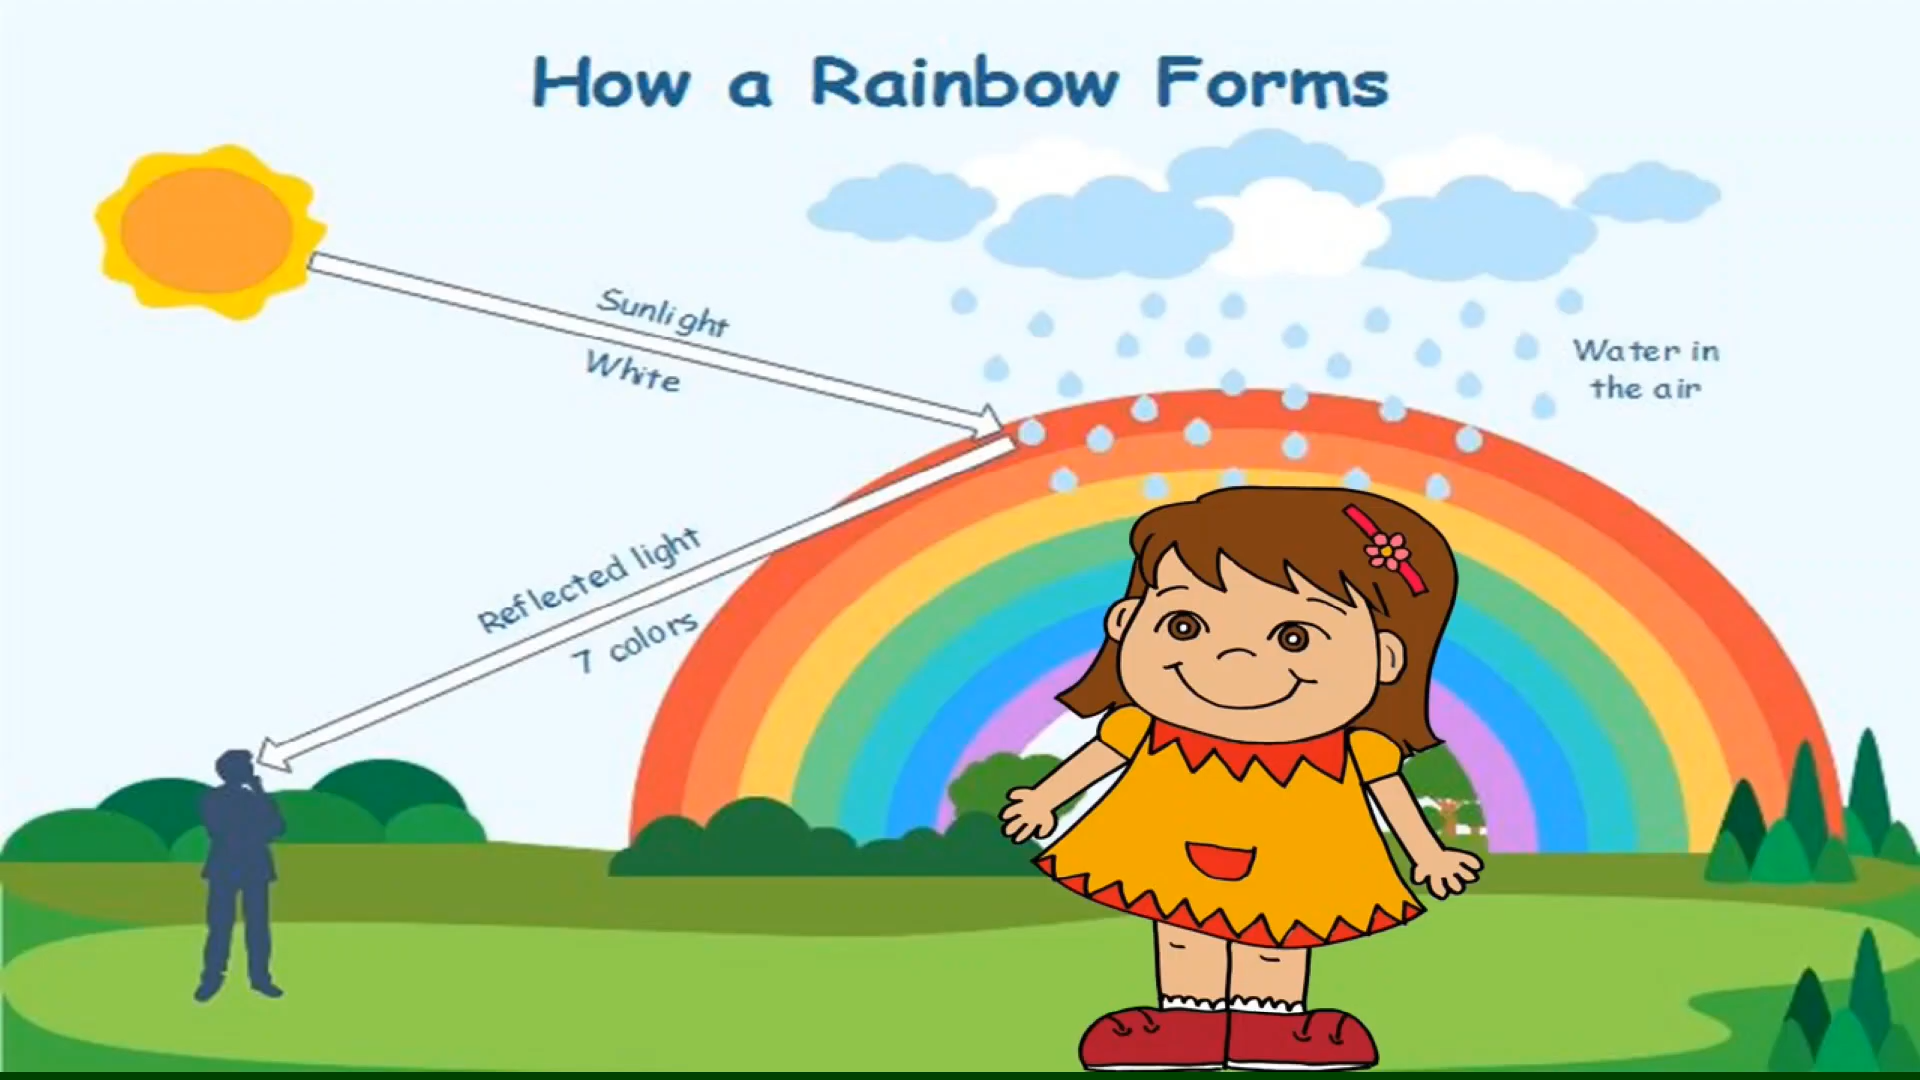 How a Rainbow Forms
Sunlight
White
Water in
the air
Reflected light
7 colors